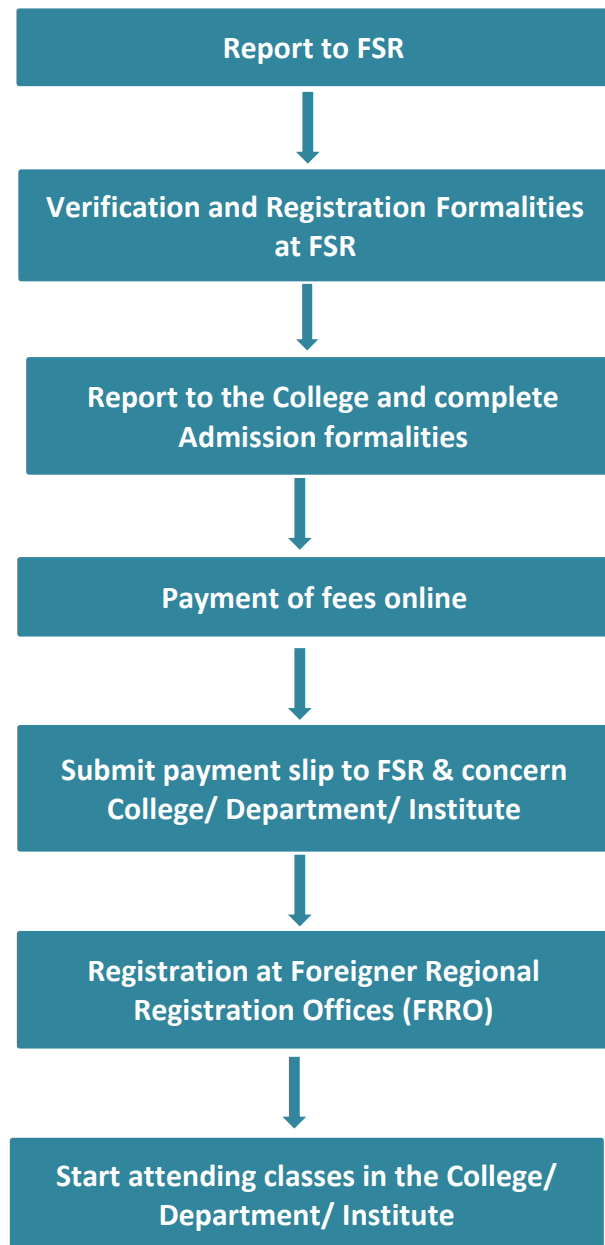 Report to FSR
Verification and Registration Formalities
at FSR
Report to the College and complete
Admission formalities
Payment of fees online
Submit payment slip to FSR & concern
College/ Department/ Institute
Registration at Foreigner Regional
Registration Offices (FRRO)
Start attending classes in the College/
Department/ Institute